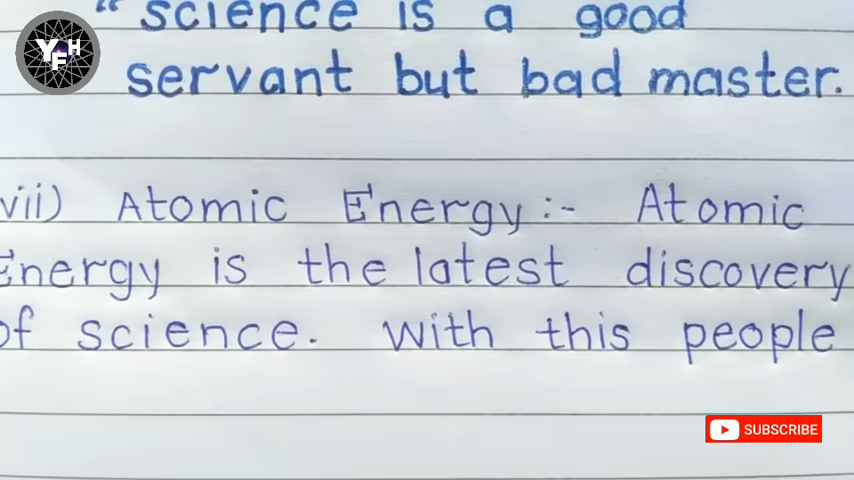 YFH
“ science is a good
servant but bad master.
vii) Atomic Energy :- Atomic
Energy is the latest discovery
of science. With this people
SUBSCRIBE